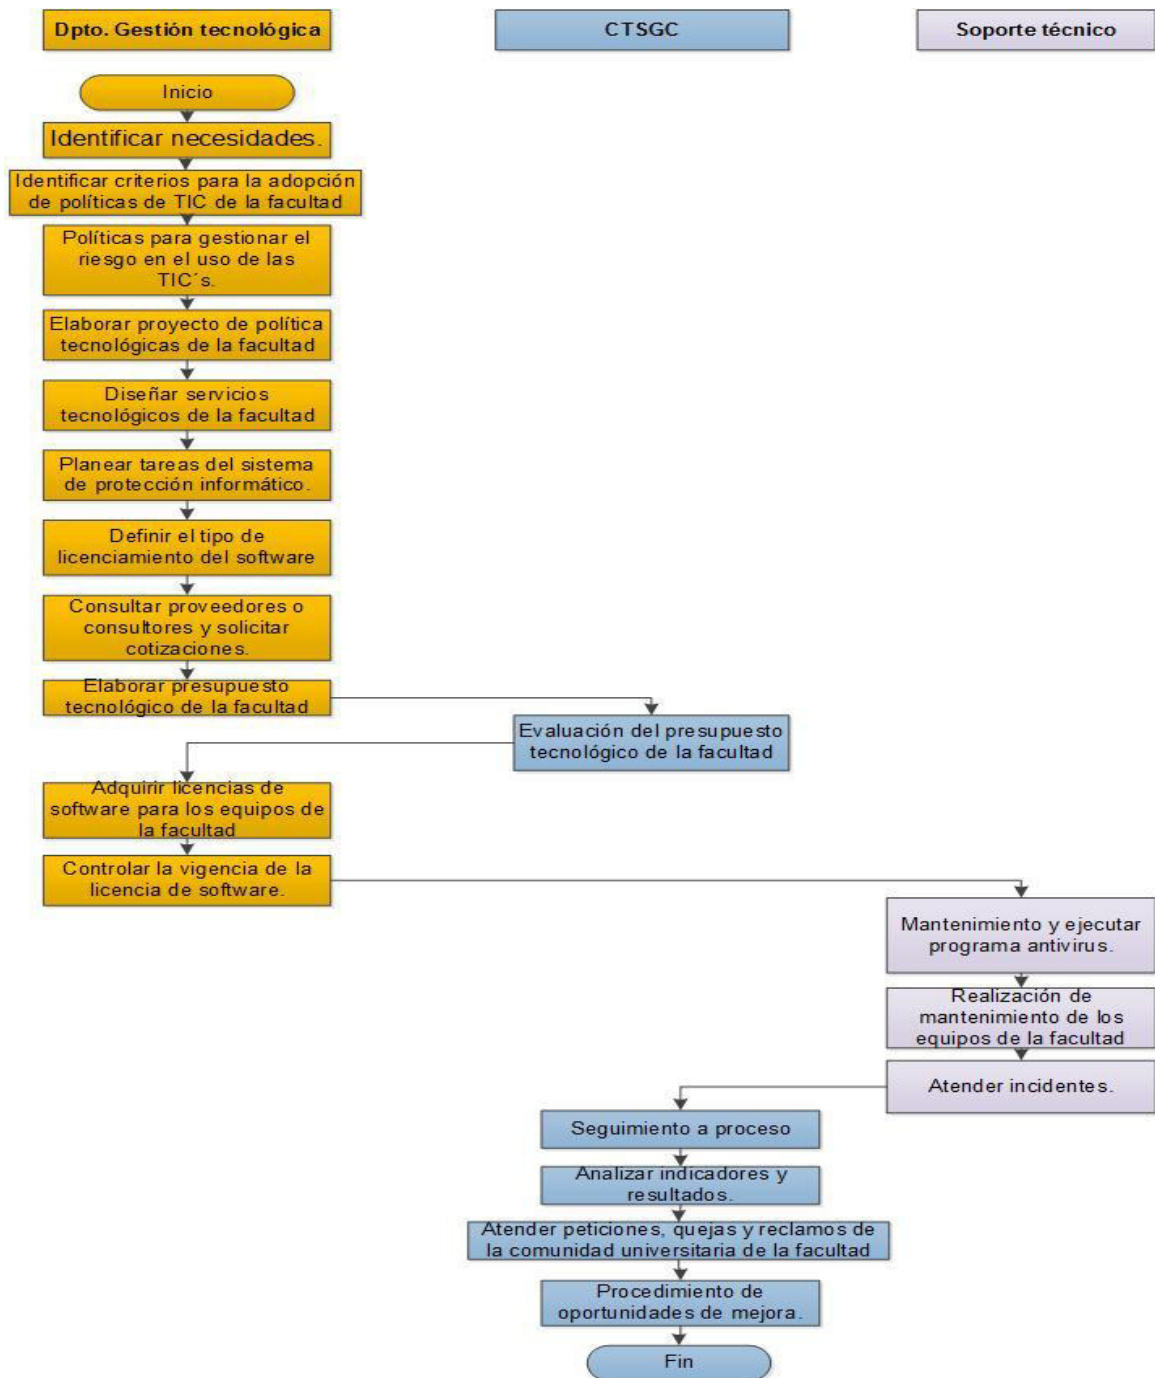 Dpto. Gestión tecnológica
CTSGC
Soporte técnico
Inicio
Identificar necesidades.
Identificar criterios para la adopción
de políticas de TIC de la facultad
Políticas para gestionar el
riesgo en el uso de las
TIC´s.
Elaborar proyecto de política
tecnológicas de la facultad
Diseñar servicios
tecnológicos de la facultad
Planear tareas del sistema
de protección informático.
Definir el tipo de
licenciamiento del software
Consultar proveedores o
consultores y solicitar
cotizaciones.
Elaborar presupuesto
tecnológico de la facultad
Evaluación del presupuesto
tecnológico de la facultad
Adquirir licencias de
software para los equipos de
la facultad
Controlar la vigencia de la
licencia de software.
Mantenimiento y ejecutar
programa antivirus.
Realización de
mantenimiento de los
equipos de la facultad
Atender incidentes.
Seguimiento a proceso
Analizar indicadores y
resultados.
Atender peticiones, quejas y reclamos de
la comunidad universitaria de la facultad
Procedimiento de
oportunidades de mejora.
Fin